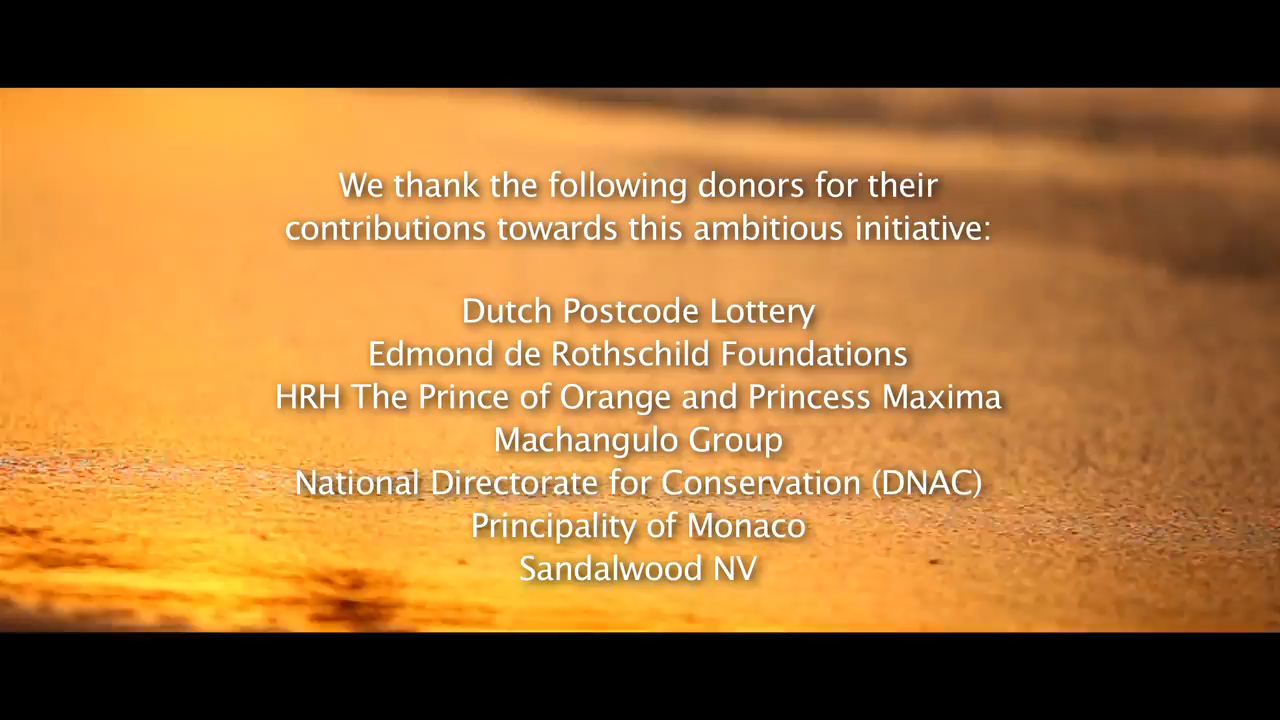 We thank the following donors for their
contributions towards this ambitious initiative:
Dutch Postcode Lottery
Edmond de Rothschild Foundations
HRH The Prince of Orange and Princess Maxima
Machangulo Group
National Directorate for Conservation (DNAC)
Principality of Monaco
Sandalwood NV